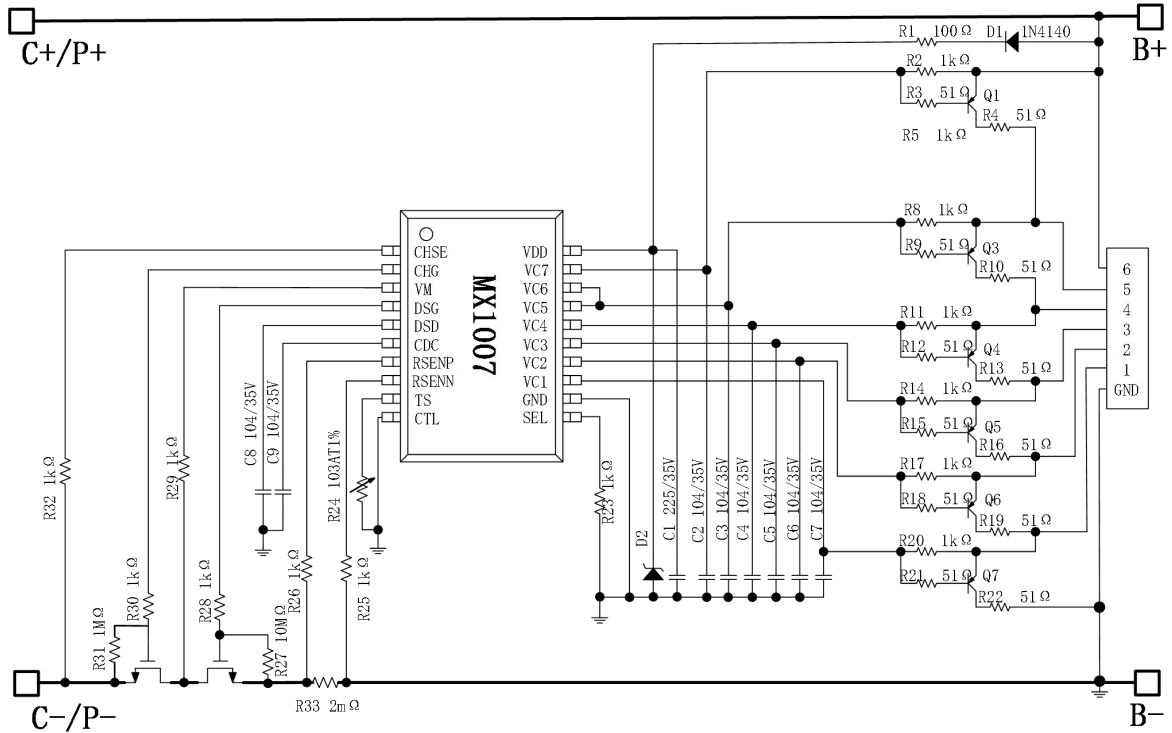 C+/P+
B+
R1 100Ω D1 1N4140
R2 1kΩ
R3 51Ω Q1
R4 51Ω
R5 1kΩ
R8 1kΩ
R9 51Ω Q3
R10 51Ω
R11 1kΩ
R12 51Ω Q4
R13 51Ω
R14 1kΩ
R15 51Ω Q5
R16 51Ω
R17 1kΩ
R18 51Ω Q6
R19 51Ω
R20 1kΩ
R21 51Ω Q7
R22 51Ω
6
5
4
3
2
1
GND
MX1007
CHSE
CHG
VM
DSG
DSD
CDC
RSENP
RSENN
TS
CTL
VDD
VC7
VC6
VC5
VC4
VC3
VC2
VC1
GND
SEL
R32 1kΩ
R31 1MΩ
R30 1kΩ
R29 1kΩ
R28 1kΩ
C8 104/35V
C9 104/35V
R27 10MΩ
R26 1kΩ
R24 103AT1%
R25 1kΩ
R23 1kΩ
D2
C1 225/35V
C2 104/35V
C3 104/35V
C4 104/35V
C5 104/35V
C6 104/35V
C7 104/35V
R33 2mΩ
C-/P-
B-